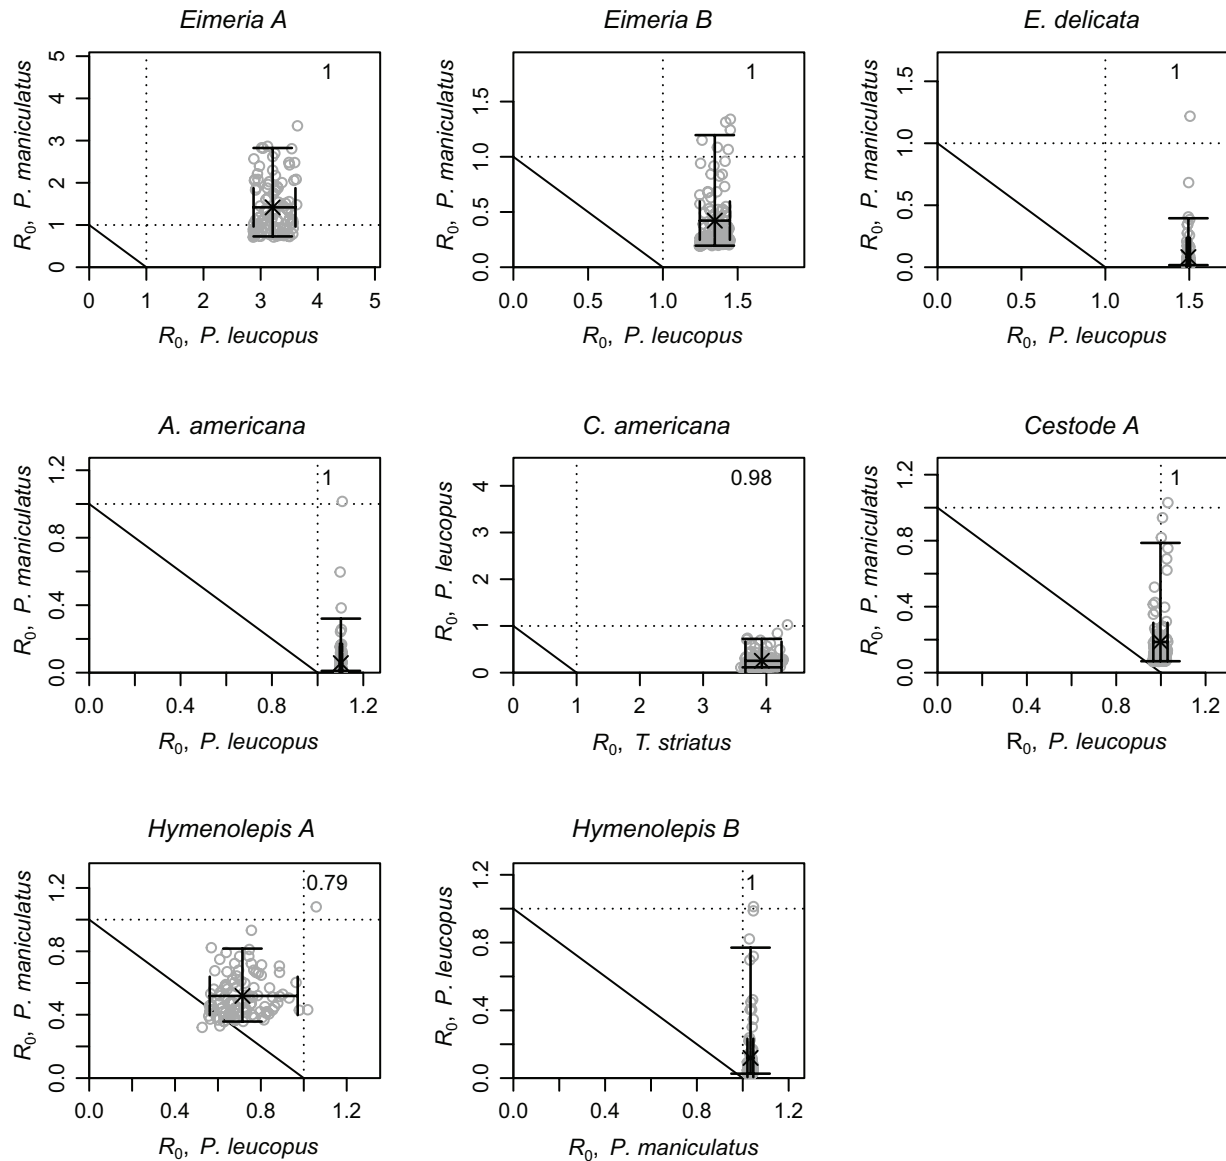 Eimeria A
Eimeria B
E. delicata
R0, P. maniculatus
0 1 2 3 4 5
1
0 1 2 3 4 5
R0, P. leucopus
R0, P. maniculatus
0.0 0.5 1.0 1.5
1
0.0 0.5 1.0 1.5
R0, P. leucopus
R0, P. maniculatus
0.0 0.5 1.0 1.5
1
0.0 0.5 1.0 1.5
R0, P. leucopus
A. americana
C. americana
Cestode A
R0, P. maniculatus
0.0 0.4 0.8 1.2
1
0.0 0.4 0.8 1.2
R0, P. leucopus
R0, P. leucopus
0 1 2 3 4
0.98
0 1 2 3 4
R0, T. striatus
R0, P. maniculatus
0.0 0.4 0.8 1.2
1
0.0 0.4 0.8 1.2
R0, P. leucopus
Hymenolepis A
Hymenolepis B
R0, P. maniculatus
0.0 0.4 0.8 1.2
0.79
0.0 0.4 0.8 1.2
R0, P. leucopus
R0, P. leucopus
0.0 0.4 0.8 1.2
1
0.0 0.4 0.8 1.2
R0, P. maniculatus